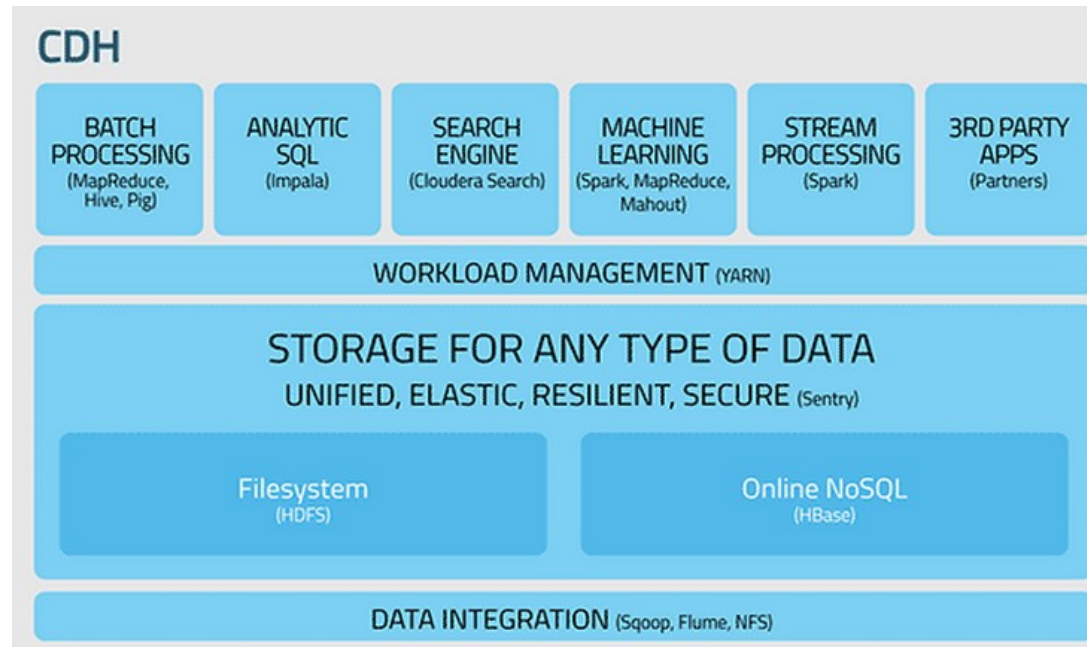 CDH
BATCH
PROCESSING
(MapReduce,
Hive, Pig)
ANALYTIC
SQL
(Impala)
SEARCH
ENGINE
(Cloudera Search)
MACHINE
LEARNING
(Spark, MapReduce,
Mahout)
STREAM
PROCESSING
(Spark)
3RD PARTY
APPS
(Partners)
WORKLOAD MANAGEMENT (YARN)
STORAGE FOR ANY TYPE OF DATA
UNIFIED, ELASTIC, RESILIENT, SECURE (Sentry)
Filesystem
(HDFS)
Online NoSQL
(HBase)
DATA INTEGRATION (Sqoop, Flume, NFS)